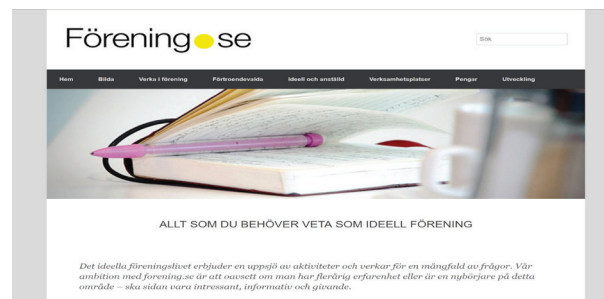 Förening.se
Sök
Hem Bilda Verka i förening Förtroendevalda Ideell och anställd Verksamhetsplatser Pengar Utveckling
ALLT SOM DU BEHÖVER VETA SOM IDEELL FÖRENING
Det ideella föreningslivet erbjuder en uppsjö av aktiviteter och verkar för en mångfald av frågor. Vår
ambition med forening.se är att oavsett om man har flerårig erfarenhet eller är en nybörjare på detta
område – ska sidan vara intressant, informativ och givande.